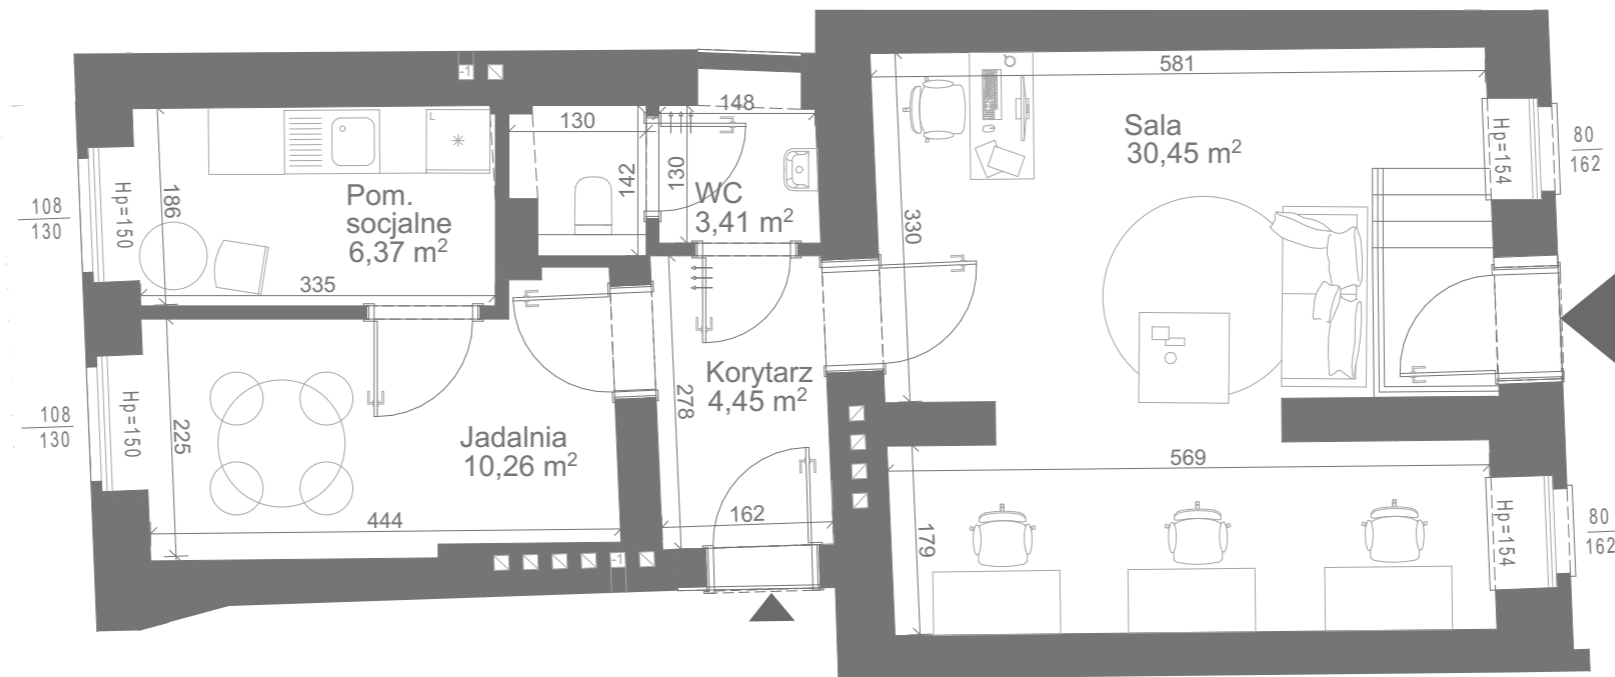 -1
L
130
148
142
130
186
335
Pom.
socjalne
6,37 m²
WC
3,41 m²
108
130
Hp=150
108
130
Hp=150
225
444
Jadalnia
10,26 m²
Korytarz
4,45 m²
278
162
-1
581
330
Sala
30,45 m²
Hp=154
80
162
569
179
Hp=154
80
162